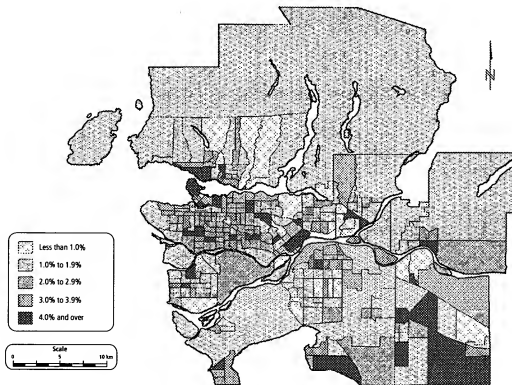 N
Less than 1.0%
1.0% to 1.9%
2.0% to 2.9%
3.0% to 3.9%
4.0% and over
Scale
0 5 10 km